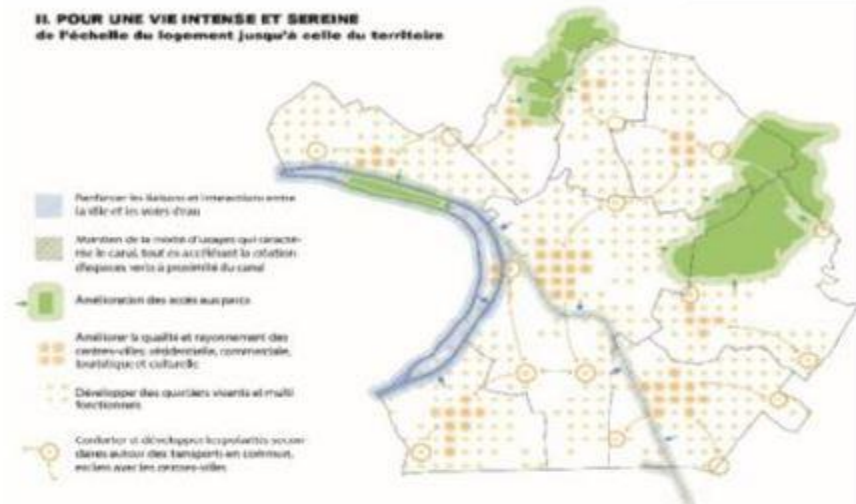 II. POUR UNE VIE INTENSE ET SEREINE
de l'échelle du logement jusqu'à celle du territoire
Renforcer les liaisons et interactions entre
la ville et les voies d'eau
Maintien de la mixité d'usages qui caracté-
rise le canal, tout en accélérant la création
d'espaces verts à proximité du canal
Amélioration des accès aux parcs
Améliorer la qualité et rayonnement des
centres-villes: résidentielle, commerciale,
touristique et culturelle
Développer des quartiers vivants et multi
fonctionnels
Conforter et développer les polarités secon-
daires autour des transports en commun,
en lien avec les centres-villes